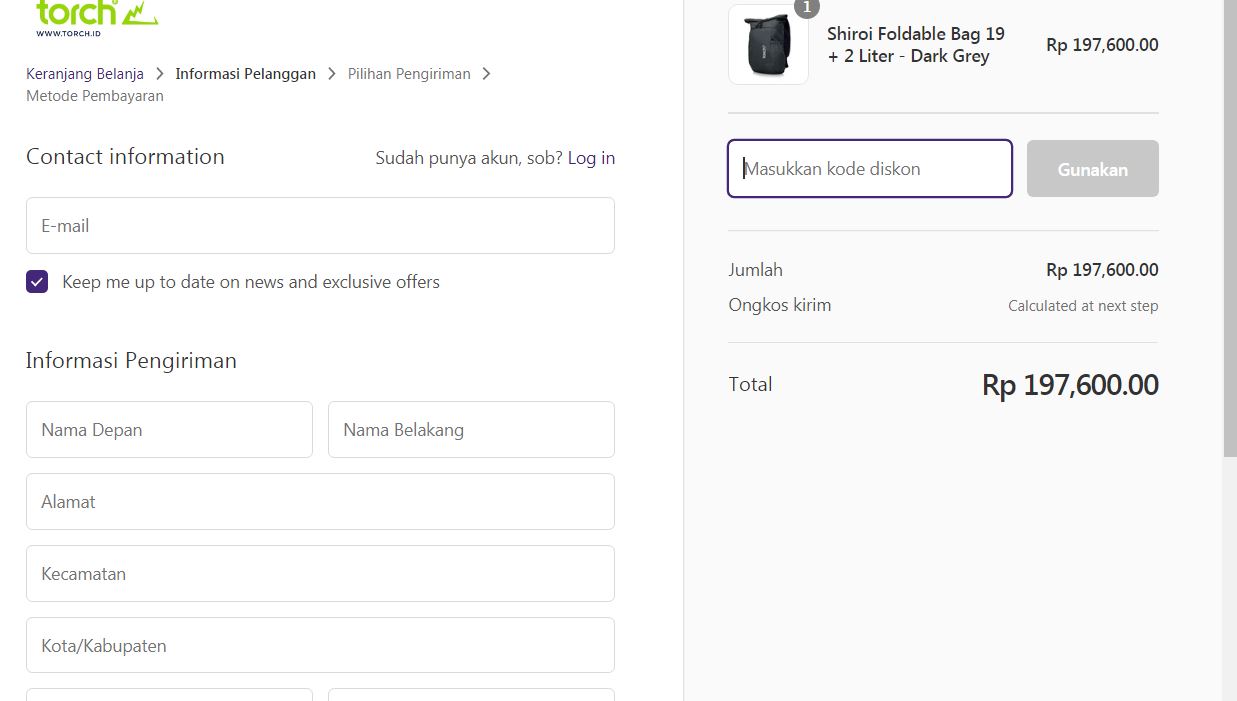 torch
WWW.TORCH.ID
Keranjang Belanja > Informasi Pelanggan > Pilihan Pengiriman >
Metode Pembayaran
Contact information
Sudah punya akun, sob? Log in
E-mail
Keep me up to date on news and exclusive offers
Informasi Pengiriman
Nama Depan
Nama Belakang
Alamat
Kecamatan
Kota/Kabupaten
1
Shiroi Foldable Bag 19
+ 2 Liter - Dark Grey
Rp 197,600.00
Masukkan kode diskon
Gunakan
Jumlah
Rp 197,600.00
Ongkos kirim
Calculated at next step
Total
Rp 197,600.00